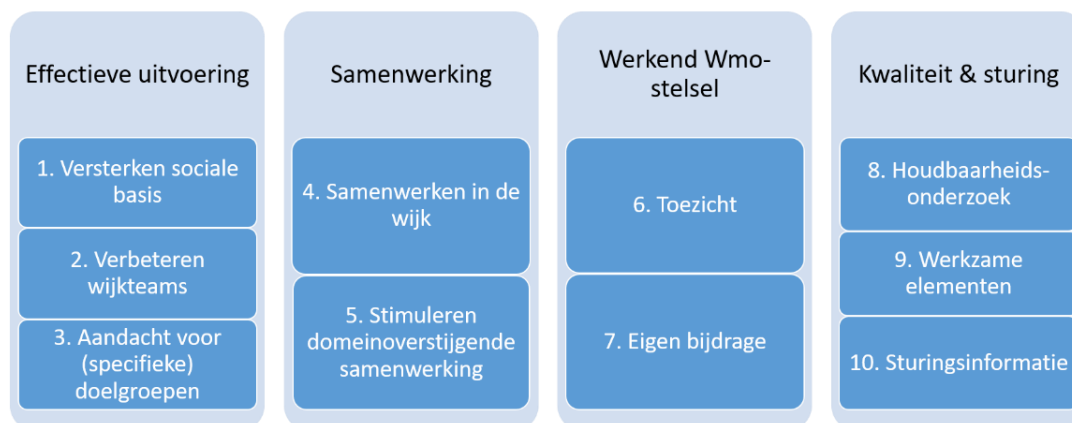 Effectieve uitvoering
1. Versterken sociale
basis
2. Verbeteren
wijkteams
3. Aandacht voor
(specifieke)
doelgroepen
Samenwerking
4. Samenwerken in de
wijk
5. Stimuleren
domeinoverstijgende
samenwerking
Werkend Wmo-
stelsel
6. Toezicht
7. Eigen bijdrage
Kwaliteit & sturing
8. Houdbaarheids-
onderzoek
9. Werkzame
elementen
10. Sturingsinformatie